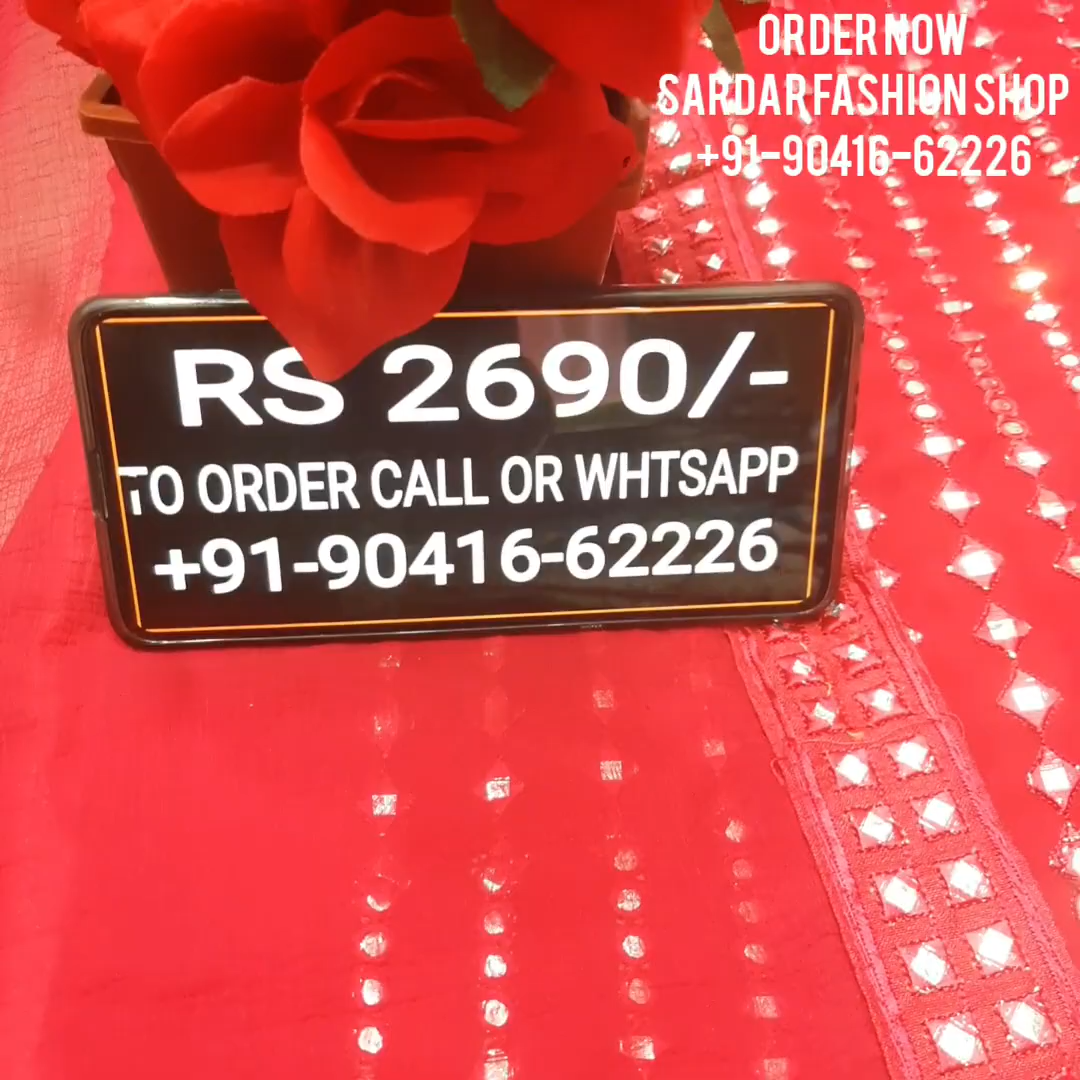 ORDER NOW
SARDAR FASHION SHOP
+91-90416-62226
RS 2690/-
TO ORDER CALL OR WHTSAPP
+91-90416-62226